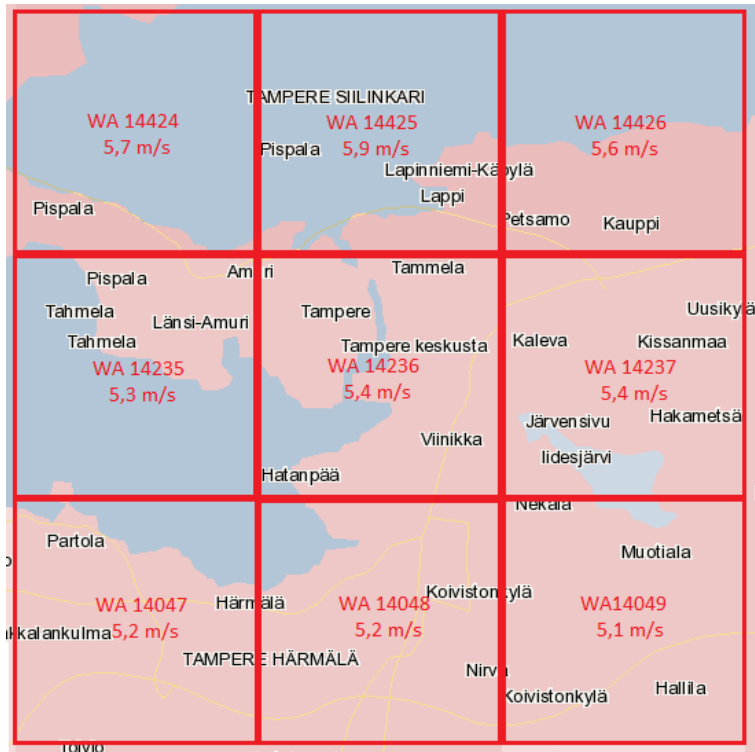 TAMPERE SIILINKARI
WA 14424
5,7 m/s
WA 14425
5,9 m/s
WA 14426
5,6 m/s
Pispala
Lapinniemi-Käpylä
Lappi
Pispala
Petsamo
Kauppi
Pispala
Amuri
Tammela
Tahmela
Länsi-Amuri
Tampere
Uusikylä
Tahmela
Tampere keskusta
Kaleva
Kissanmaa
WA 14235
5,3 m/s
WA 14236
5,4 m/s
WA 14237
5,4 m/s
Järvensivu
Hakametsä
Viinikka
Iidesjärvi
Hatanpää
Nekala
Partola
Muotiala
WA 14047
5,2 m/s
Härmälä
WA 14048
5,2 m/s
Koivistonkylä
WA14049
5,1 m/s
kkalankulma
TAMPERE HÄRMÄLÄ
Nirva
Koivistonkylä
Hallila
Toivio